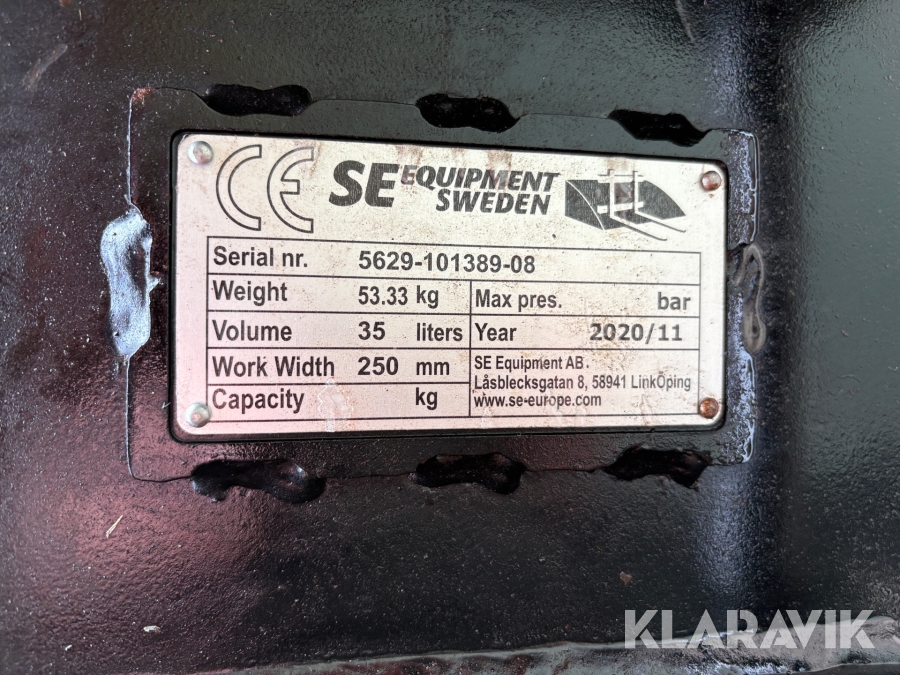 CE SE EQUIPMENT
SWEDEN
Serial nr. 5629-101389-08
Weight 53.33 kg Max pres. bar
Volume 35 liters Year 2020/11
Work Width 250 mm SE Equipment AB.
Låsblecksgatan 8, 58941 LinkÖping
Capacity kg www.se-europe.com
KLARAVIK